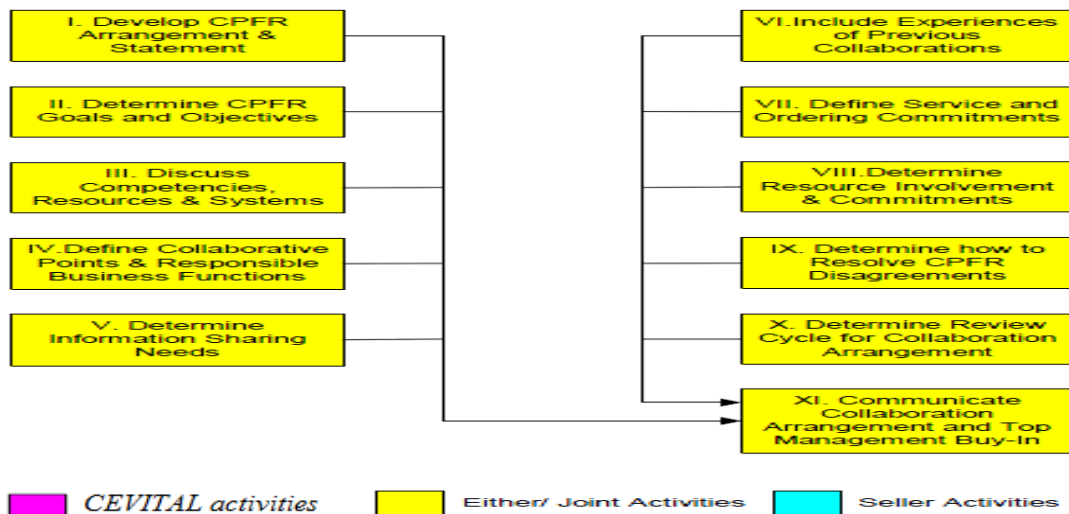 I. Develop CPFR
Arrangement &
Statement
II. Determine CPFR
Goals and Objectives
III. Discuss
Competencies,
Resources & Systems
IV.Define Collaborative
Points & Responsible
Business Functions
V. Determine
Information Sharing
Needs
VI.Include Experiences
of Previous
Collaborations
VII. Define Service and
Ordering Commitments
VIII.Determine
Resource Involvement
& Commitments
IX. Determine how to
Resolve CPFR
Disagreements
X. Determine Review
Cycle for Collaboration
Arrangement
XI. Communicate
Collaboration
Arrangement and Top
Management Buy-In
CEVITAL activities
Either/ Joint Activities
Seller Activities